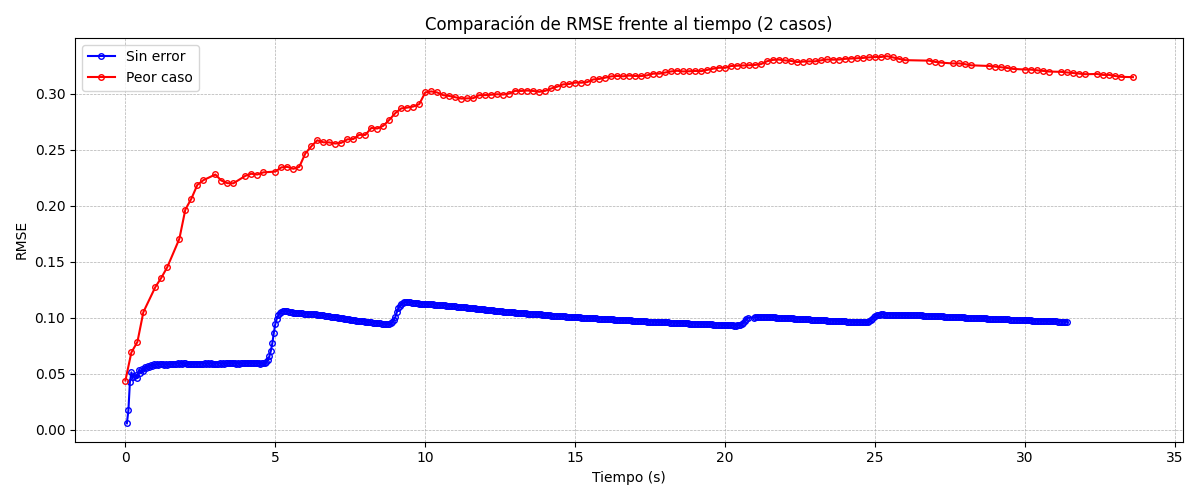 Comparación de RMSE frente al tiempo (2 casos)
Sin error
Peor caso
RMSE
0.30
0.25
0.20
0.15
0.10
0.05
0.00
0 5 10 15 20 25 30 35
Tiempo (s)